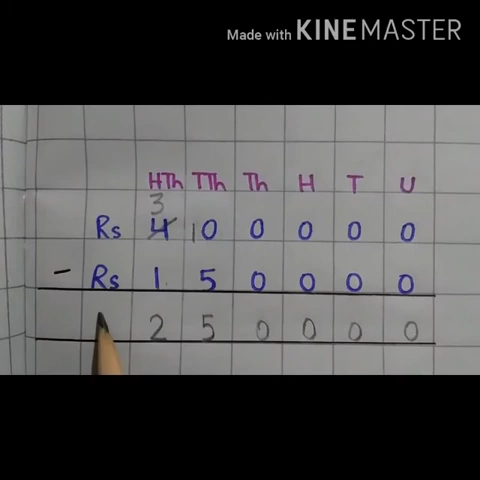 Made with KINEMASTER
HTh TTh Th H T U
3
Rs 4 10 0 0 0 0
- Rs 1 5 0 0 0 0
2 5 0 0 0 0